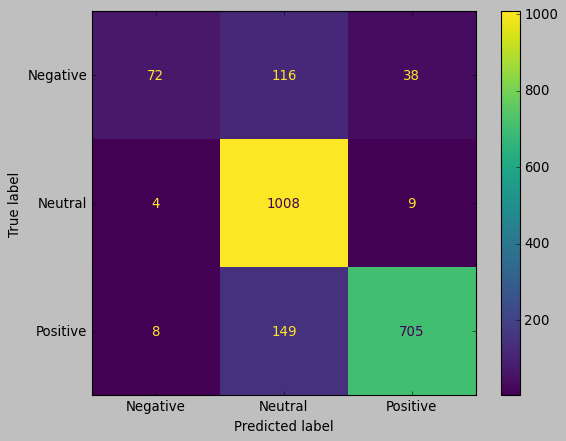 1000
Negative 72 116 38
800
600
Neutral 4 1008 9
True label
400
Positive 8 149 705
200
Negative Neutral Positive
Predicted label